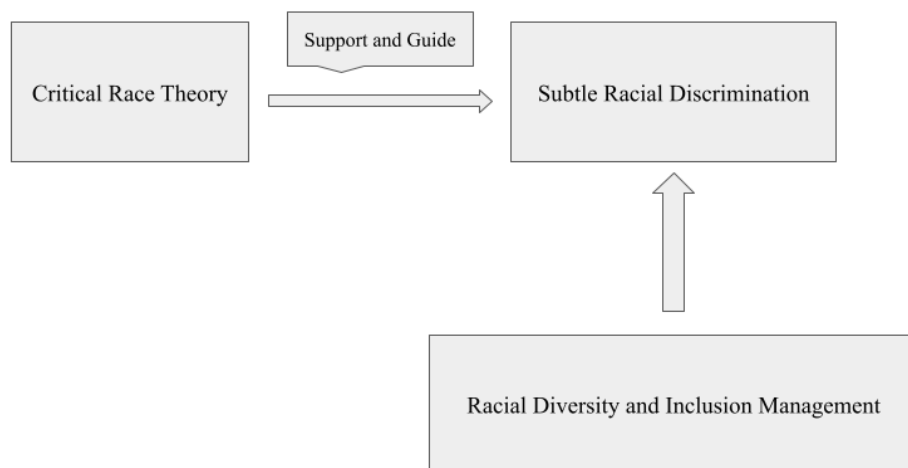 Support and Guide
Critical Race Theory
Subtle Racial Discrimination
Racial Diversity and Inclusion Management